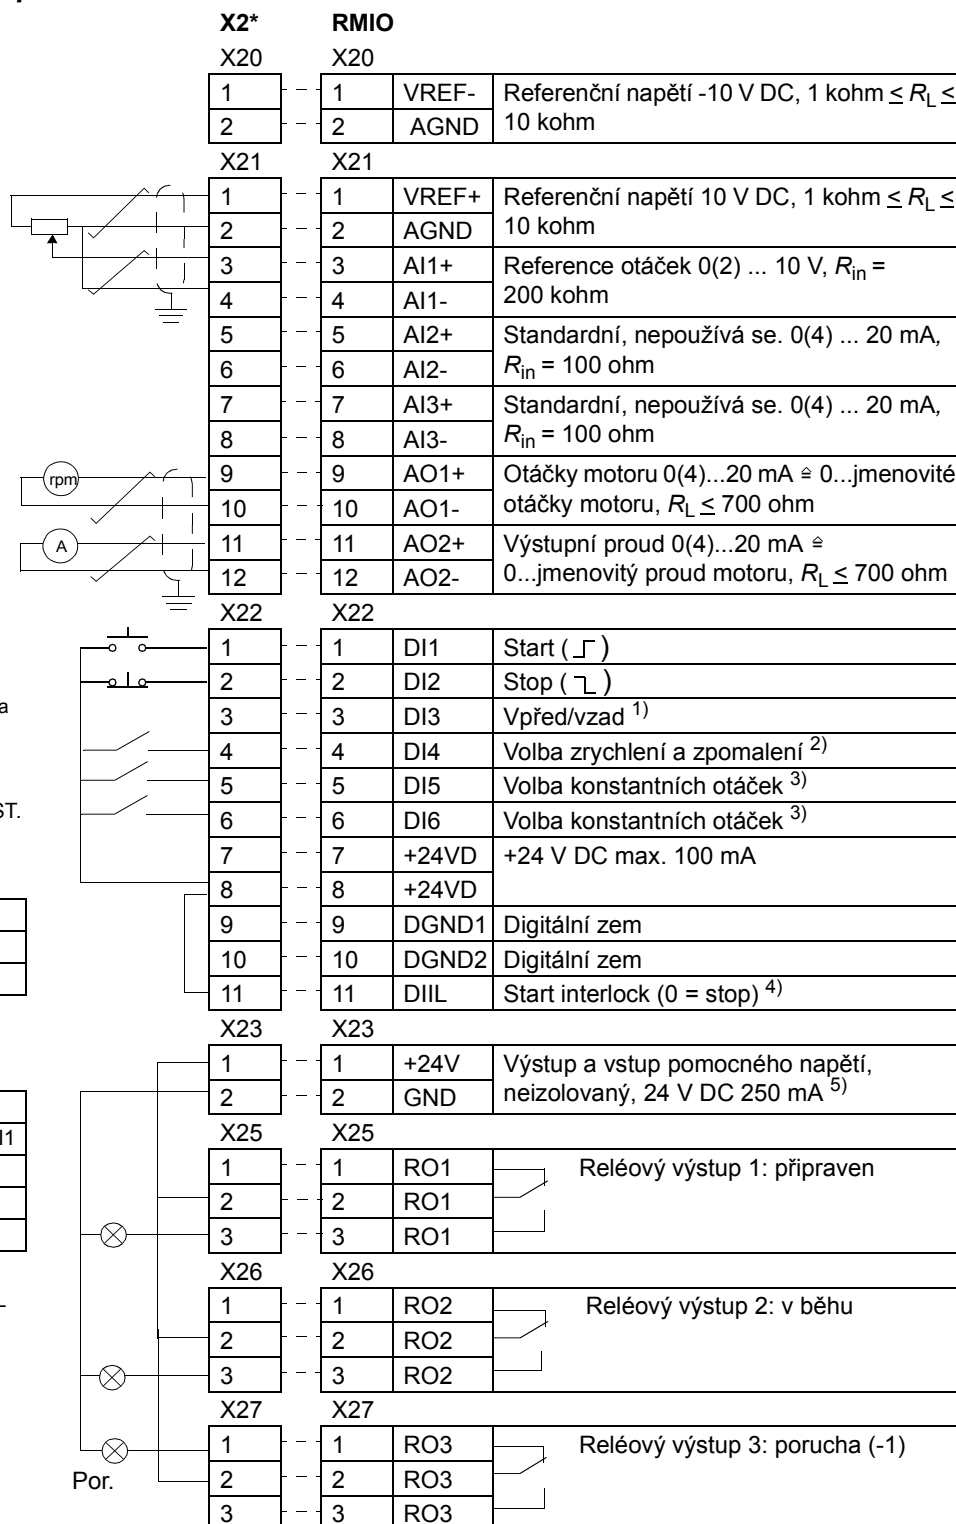 X2* RMIO
X20 X20
1 1 VREF- Referenční napětí -10 V DC, 1 kohm ≤ RL ≤
2 2 AGND 10 kohm
X21 X21
1 1 VREF+ Referenční napětí 10 V DC, 1 kohm ≤ RL ≤
2 2 AGND 10 kohm
3 3 AI1+ Reference otáček 0(2) ... 10 V, Rin =
4 4 AI1- 200 kohm
5 5 AI2+ Standardní, nepoužívá se. 0(4) ... 20 mA,
6 6 AI2- Rin = 100 ohm
7 7 AI3+ Standardní, nepoužívá se. 0(4) ... 20 mA,
8 8 AI3- Rin = 100 ohm
rpm 9 9 AO1+ Otáčky motoru 0(4)...20 mA ≙ 0...jmenovité
10 10 AO1- otáčky motoru, RL ≤ 700 ohm
A 11 11 AO2+ Výstupní proud 0(4)...20 mA ≙
12 12 AO2- 0...jmenovitý proud motoru, RL ≤ 700 ohm
X22 X22
1 1 DI1 Start ( )
2 2 DI2 Stop ( )
a
3 3 DI3 Vpřed/vzad 1)
4 4 DI4 Volba zrychlení a zpomalení 2)
5 5 DI5 Volba konstantních otáček 3)
ST.
6 6 DI6 Volba konstantních otáček 3)
7 7 +24VD +24 V DC max. 100 mA
8 8 +24VD
9 9 DGND1 Digitální zem
10 10 DGND2 Digitální zem
11 11 DIIL Start interlock (0 = stop) 4)
X23 X23
1 1 +24V Výstup a vstup pomocného napětí,
2 2 GND neizolovaný, 24 V DC 250 mA 5)
X25 X25
I1
1 1 RO1 Reléový výstup 1: připraven
2 2 RO1
3 3 RO1
X26 X26
1 1 RO2 Reléový výstup 2: v běhu
2 2 RO2
3 3 RO2
X27 X27
1 1 RO3 Reléový výstup 3: porucha (-1)
Por. 2 2 RO3
3 3 RO3